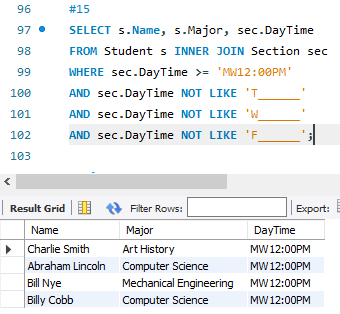 96 #15
97 SELECT s.Name, s.Major, sec.DayTime
98 FROM Student s INNER JOIN Section sec
99 WHERE sec.DayTime >= 'MW12:00PM'
100 AND sec.DayTime NOT LIKE 'T______'
101 AND sec.DayTime NOT LIKE 'W______'
102 AND sec.DayTime NOT LIKE 'F______';
103
Result Grid Filter Rows: Export:
Name Major DayTime
Charlie Smith Art History MW12:00PM
Abraham Lincoln Computer Science MW12:00PM
Bill Nye Mechanical Engineering MW12:00PM
Billy Cobb Computer Science MW12:00PM